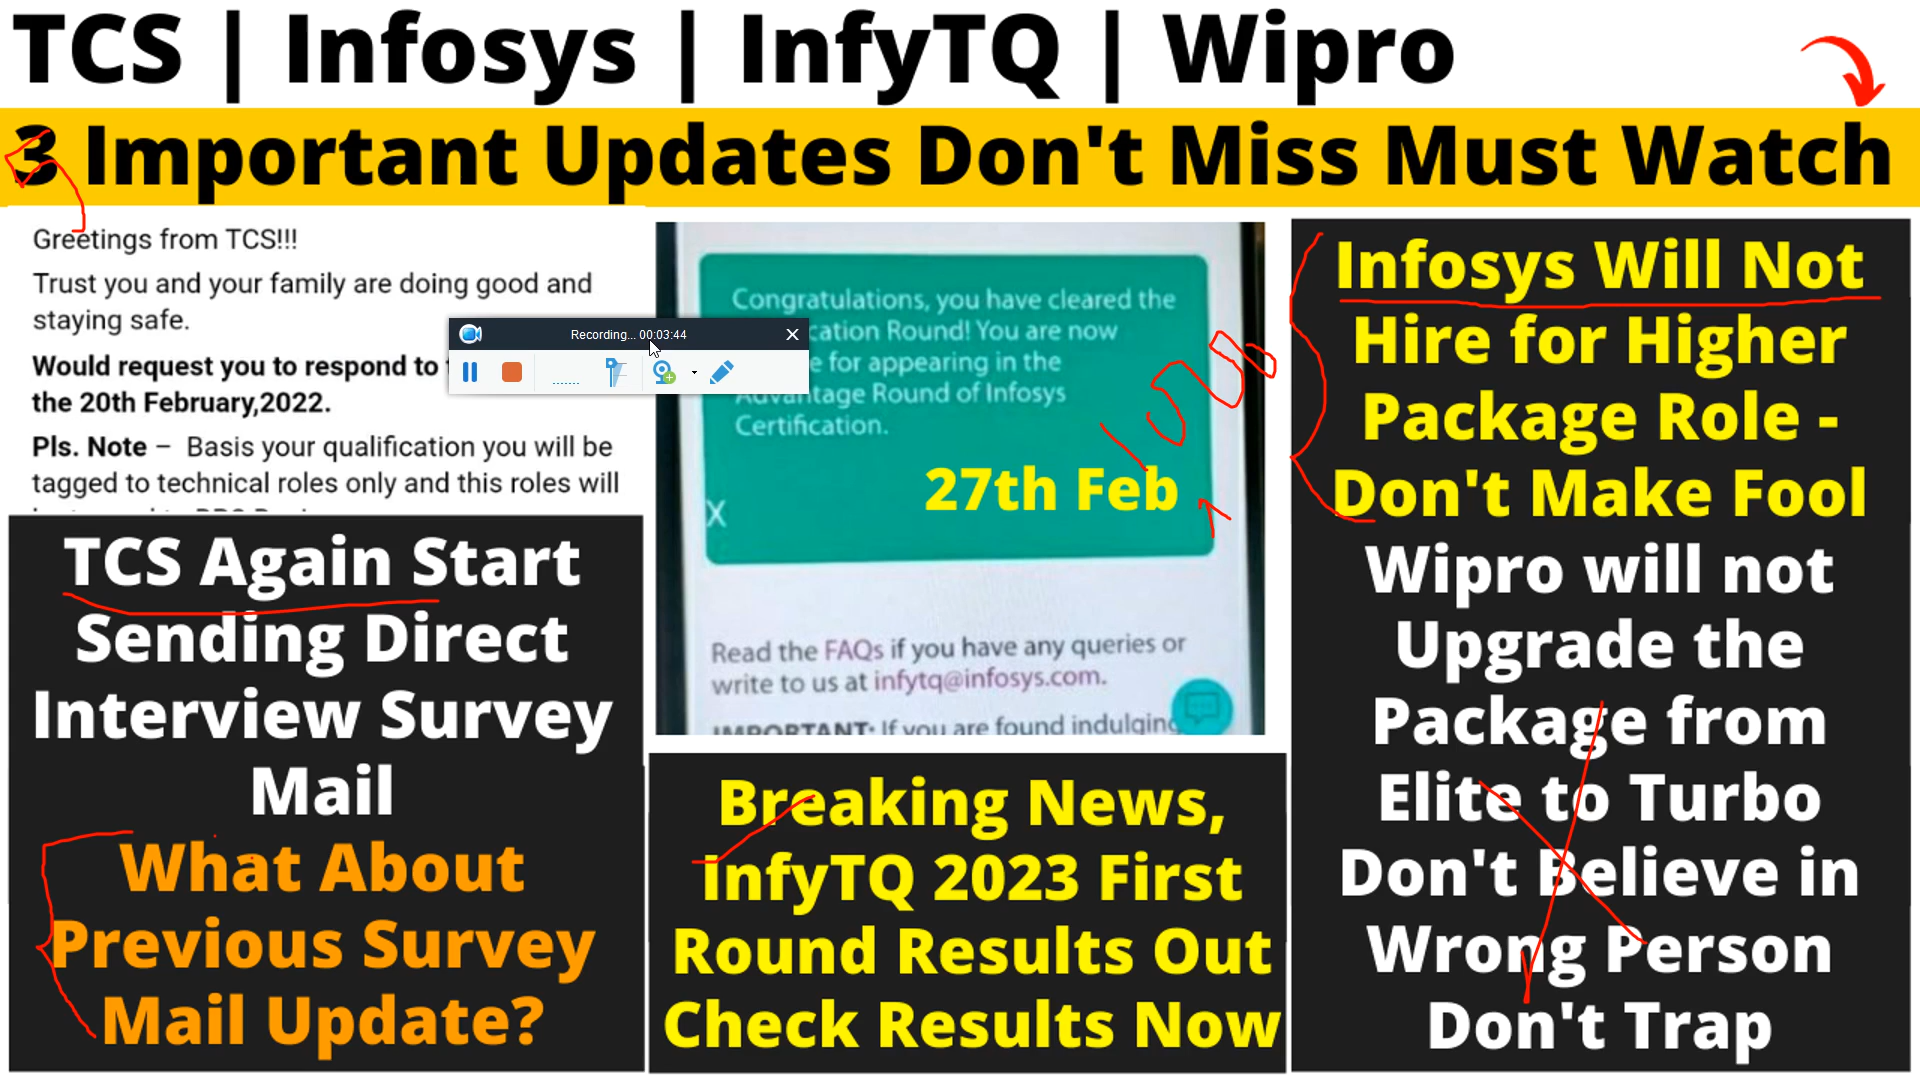 TCS | Infosys | InfyTQ | Wipro
3 Important Updates Don't Miss Must Watch
Greetings from TCS!!!
Trust you and your family are doing good and
staying safe.
Would request you to respond to
the 20th February,2022.
Pls. Note – Basis your qualification you will be
tagged to technical roles only and this roles will
TCS Again Start
Sending Direct
Interview Survey
Mail
What About
Previous Survey
Mail Update?
Recording... 00:03:44
Congratulations, you have cleared the
cation Round! You are now
e for appearing in the
Advantage Round of Infosys
Certification.
27th Feb
X
Read the FAQs if you have any queries or
write to us at infytq@infosys.com.
IMPORTANT: If you are found indulging
Breaking News,
InfyTQ 2023 First
Round Results Out
Check Results Now
Infosys Will Not
Hire for Higher
Package Role -
Don't Make Fool
Wipro will not
Upgrade the
Package from
Elite to Turbo
Don't Believe in
Wrong Person
Don't Trap